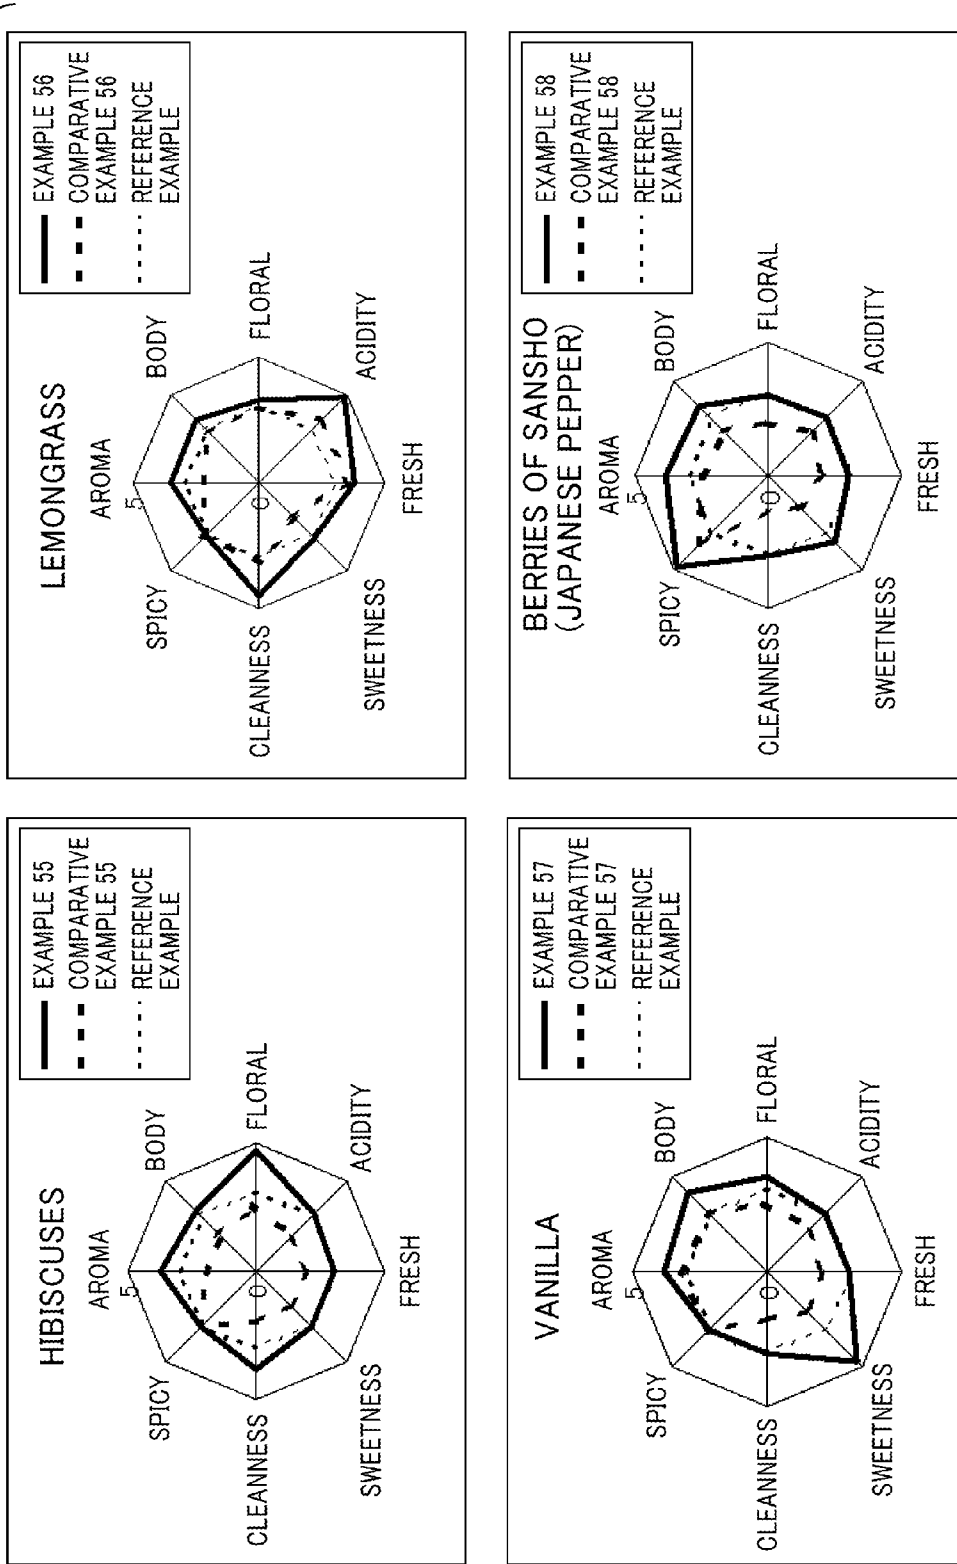 HIBISCUSES
EXAMPLE 55
COMPARATIVE
EXAMPLE 55
REFERENCE
EXAMPLE
AROMA
BODY
FLORAL
ACIDITY
FRESH
SWEETNESS
CLEANNESS
SPICY
5
0
LEMONGRASS
EXAMPLE 56
COMPARATIVE
EXAMPLE 56
REFERENCE
EXAMPLE
AROMA
BODY
FLORAL
ACIDITY
FRESH
SWEETNESS
CLEANNESS
SPICY
5
0
VANILLA
EXAMPLE 57
COMPARATIVE
EXAMPLE 57
REFERENCE
EXAMPLE
AROMA
BODY
FLORAL
ACIDITY
FRESH
SWEETNESS
CLEANNESS
SPICY
5
0
BERRIES OF SANSHO
(JAPANESE PEPPER)
EXAMPLE 58
COMPARATIVE
EXAMPLE 58
REFERENCE
EXAMPLE
AROMA
BODY
FLORAL
ACIDITY
FRESH
SWEETNESS
CLEANNESS
SPICY
5
0